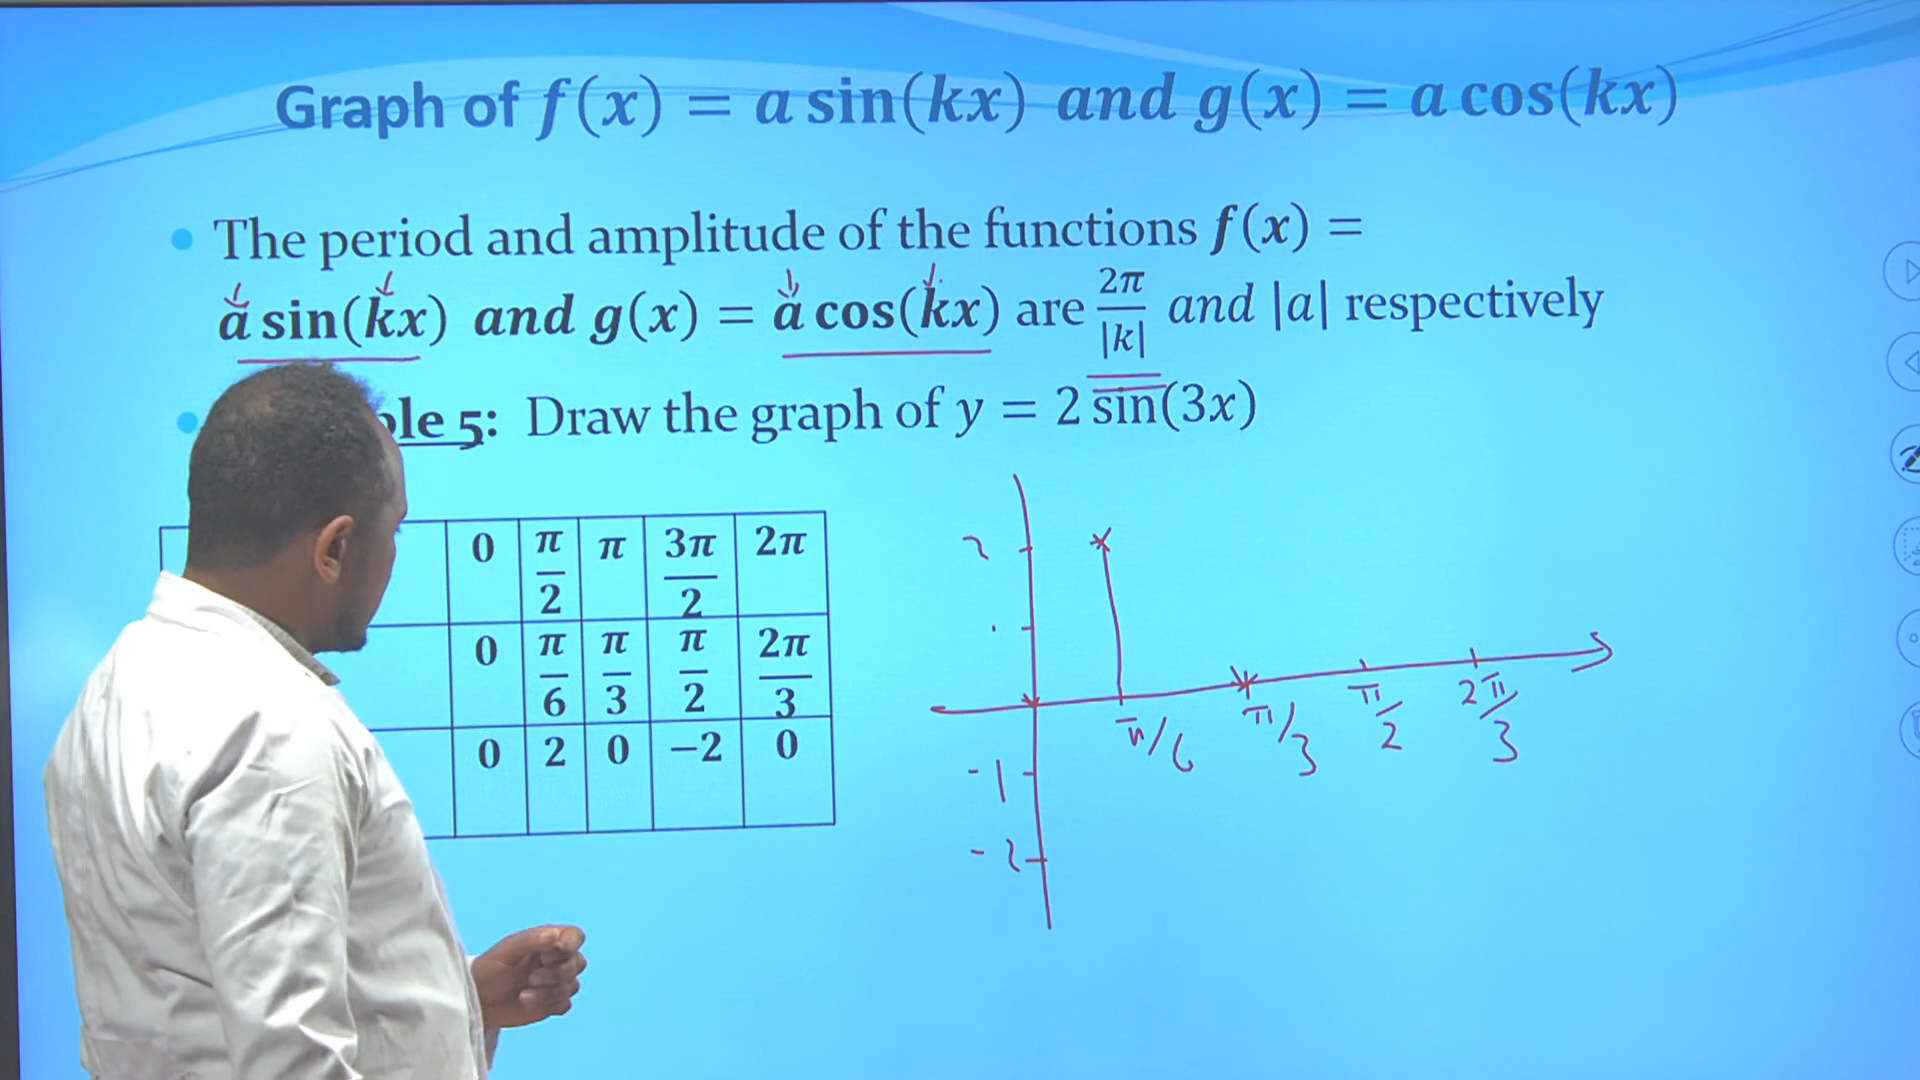 Graph of f(x) = a sin(kx) and g(x) = a cos(kx)
• The period and amplitude of the functions f(x) =
a sin(kx) and g(x) = a cos(kx) are 2π/|k| and |a| respectively
• ple 5: Draw the graph of y = 2 sin(3x)
0 π/2 π 3π/2 2π
0 π/6 π/3 π/2 2π/3
0 2 0 −2 0
2
π/6 π/3 π/2 2π/3
-1
-2